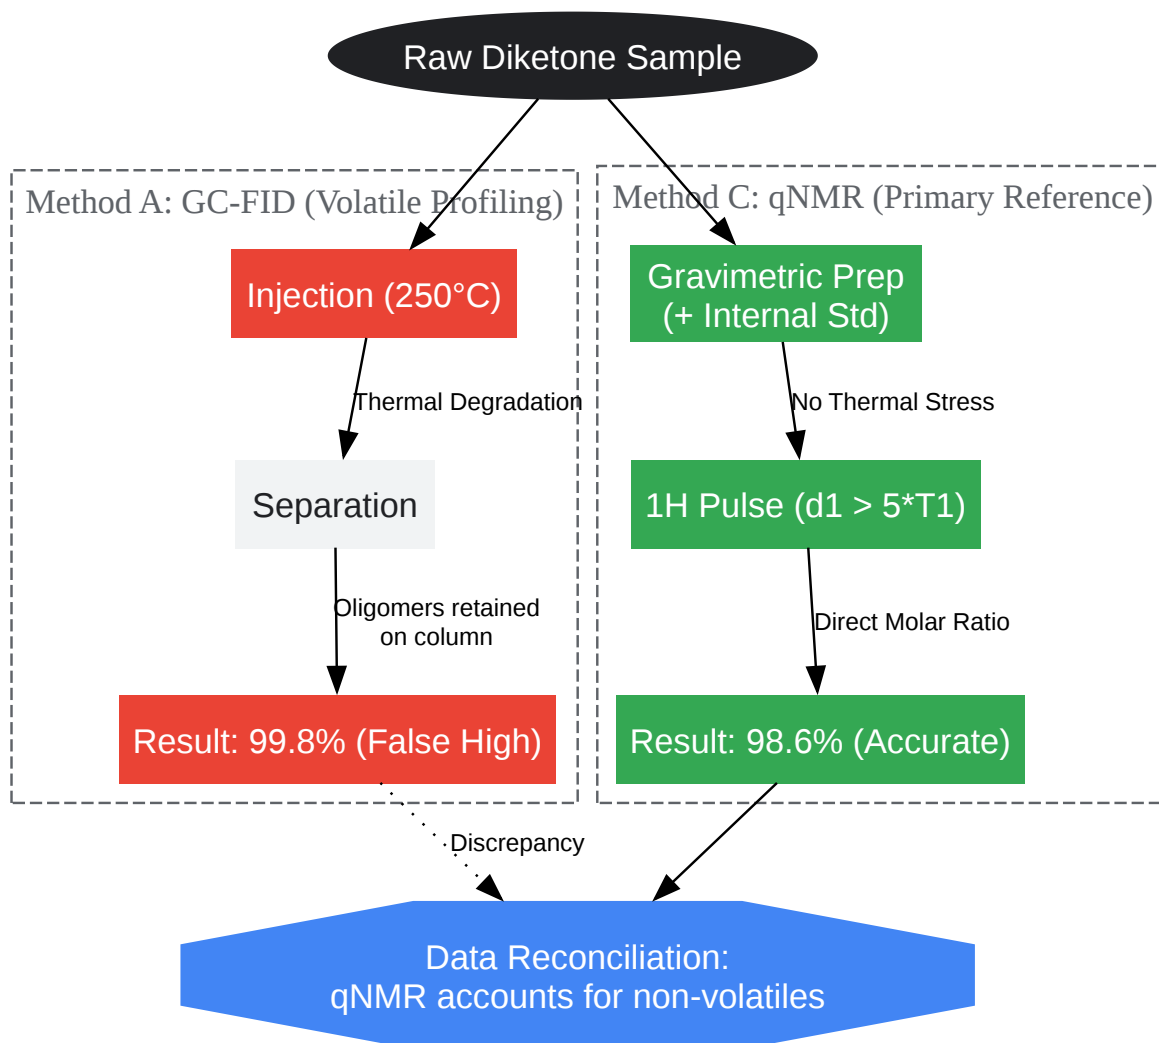 Raw Diketone Sample
Method A: GC-FID (Volatile Profiling)
Injection (250°C)
Thermal Degradation
Separation
Oligomers retained
on column
Result: 99.8% (False High)
Method C: qNMR (Primary Reference)
Gravimetric Prep
(+ Internal Std)
No Thermal Stress
1H Pulse (d1 > 5*T1)
Direct Molar Ratio
Result: 98.6% (Accurate)
Discrepancy
Data Reconciliation:
qNMR accounts for non-volatiles